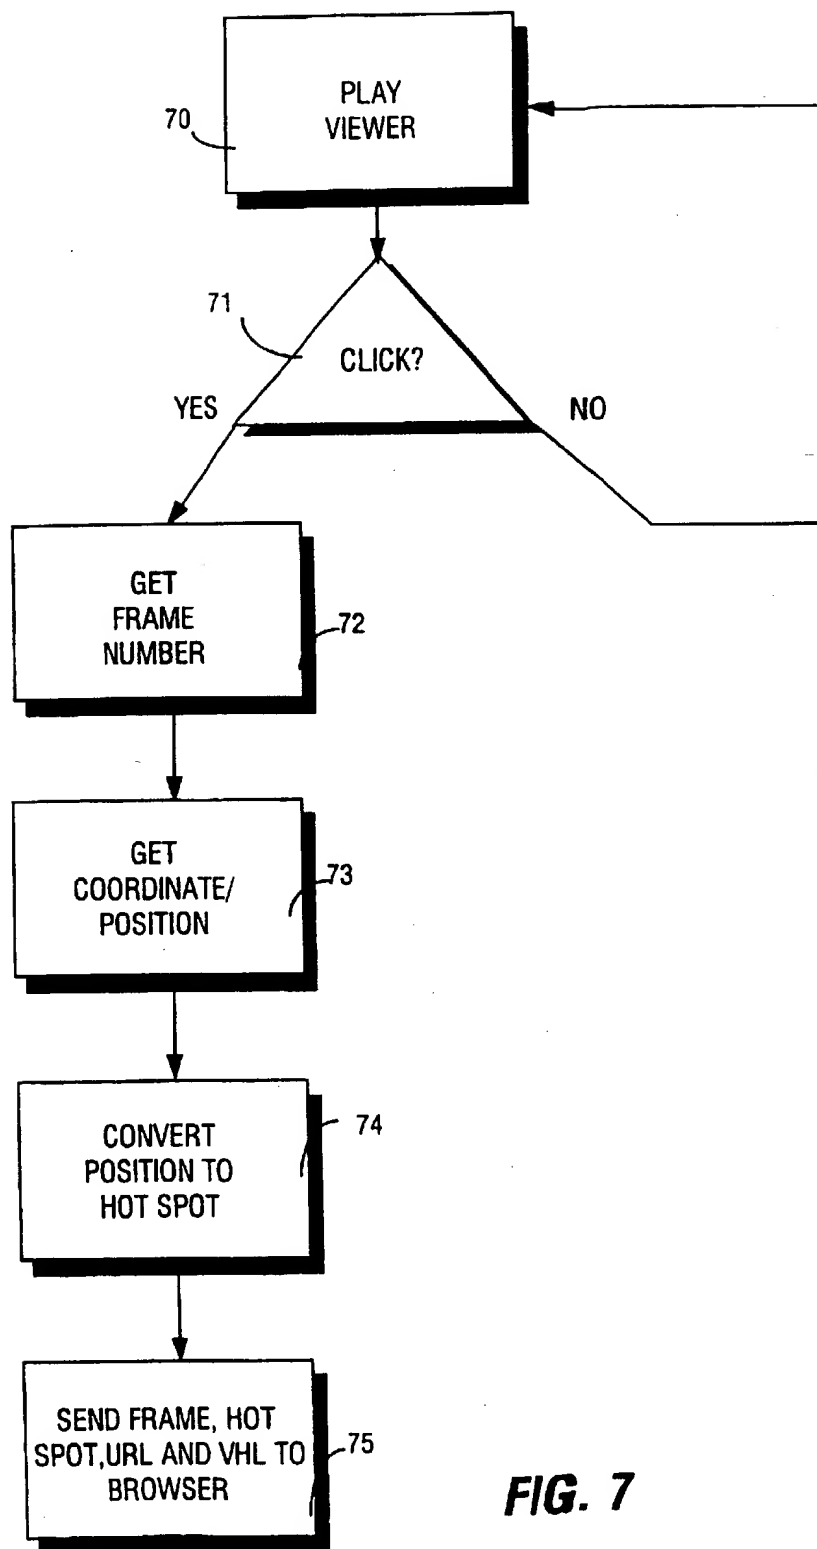 PLAY
VIEWER
70
71
CLICK?
YES
NO
GET
FRAME
NUMBER
72
GET
COORDINATE/
POSITION
73
CONVERT
POSITION TO
HOT SPOT
74
SEND FRAME, HOT
SPOT,URL AND VHL TO
BROWSER
75
FIG. 7